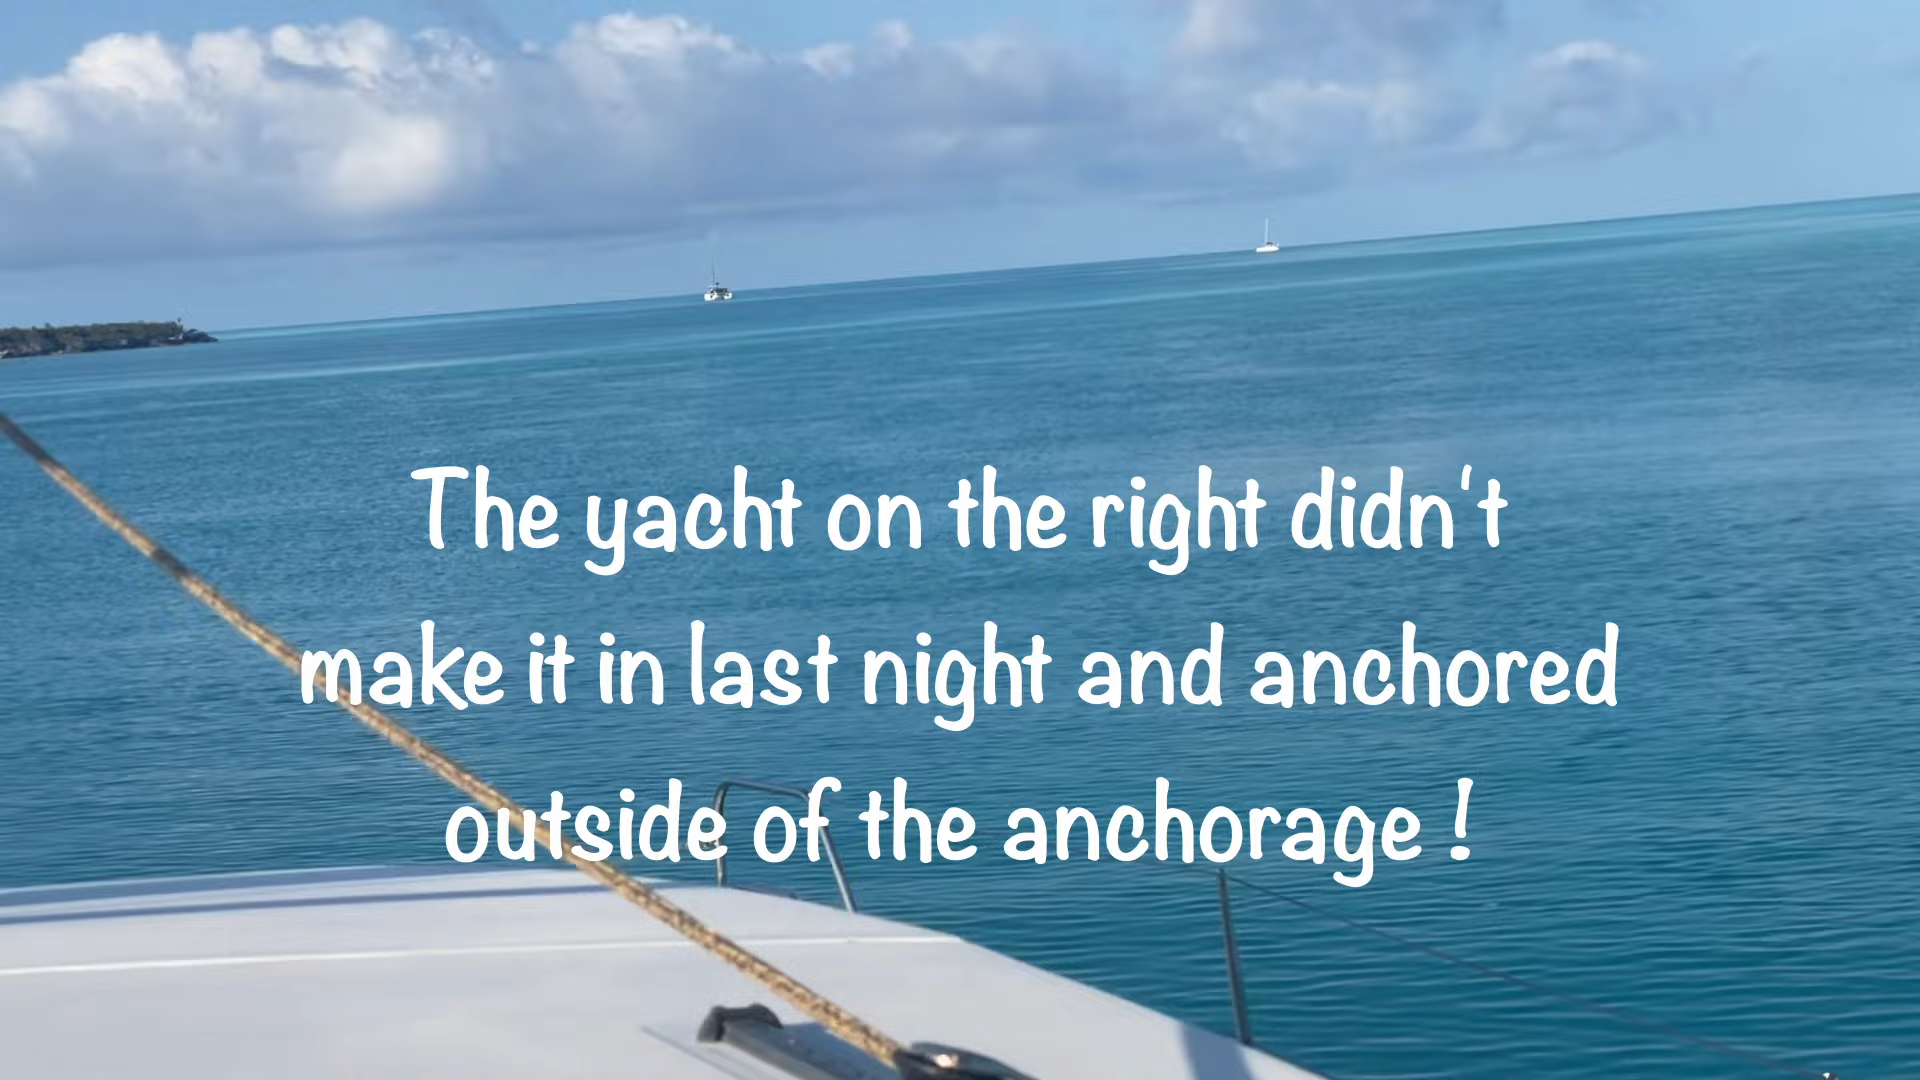 The yacht on the right didn't
make it in last night and anchored
outside of the anchorage !